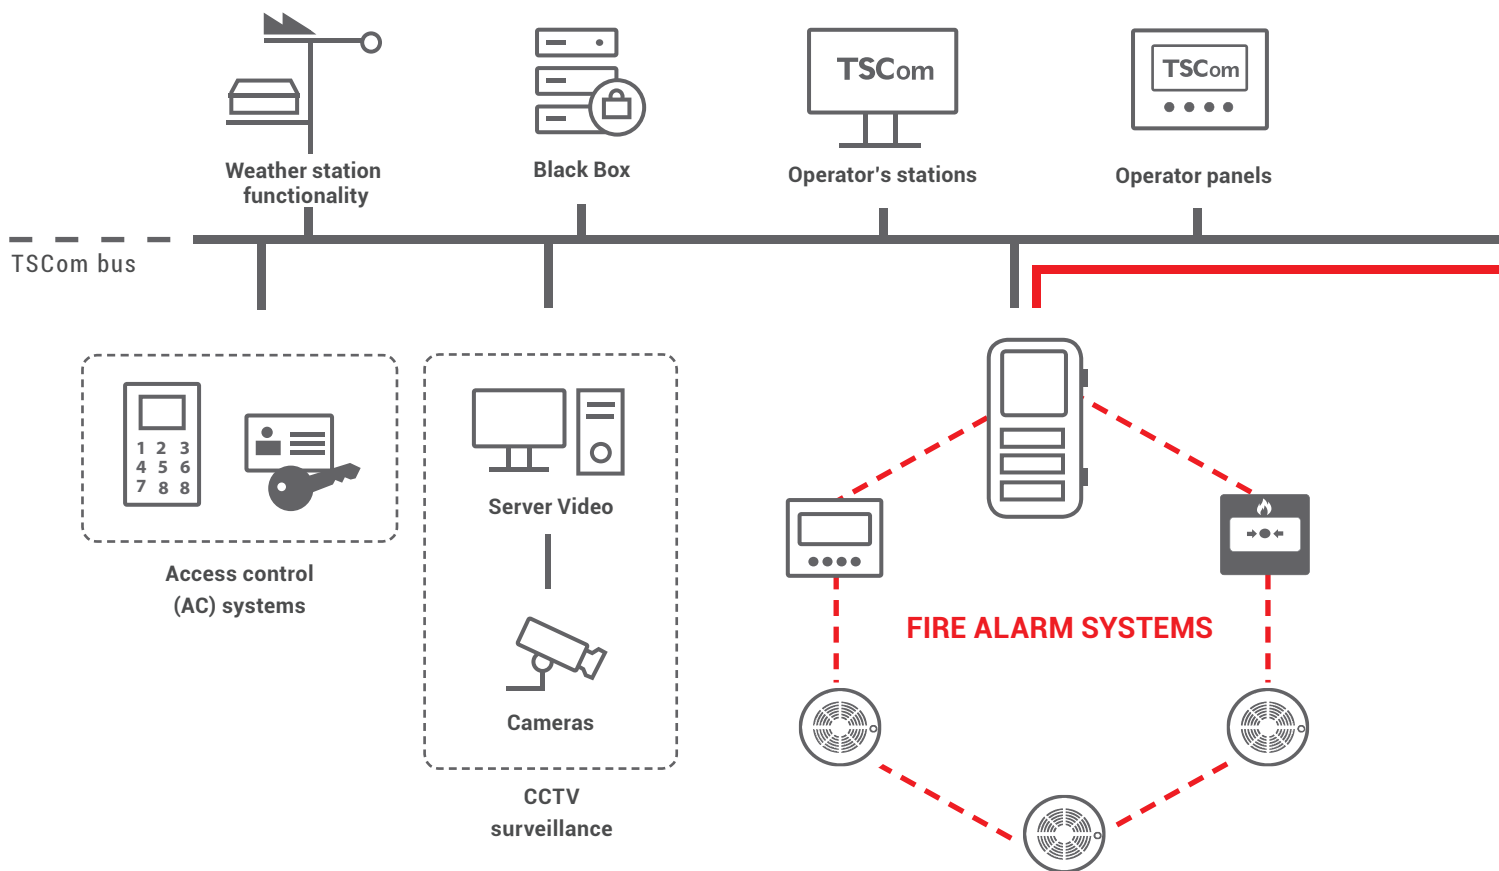 TSCom
TSCom
Weather station
functionality
Black Box
Operator's stations
Operator panels
TSCom bus
1 2 3
4 5 6
7 8 8
Server Video
Access control
(AC) systems
FIRE ALARM SYSTEMS
Cameras
CCTV
surveillance